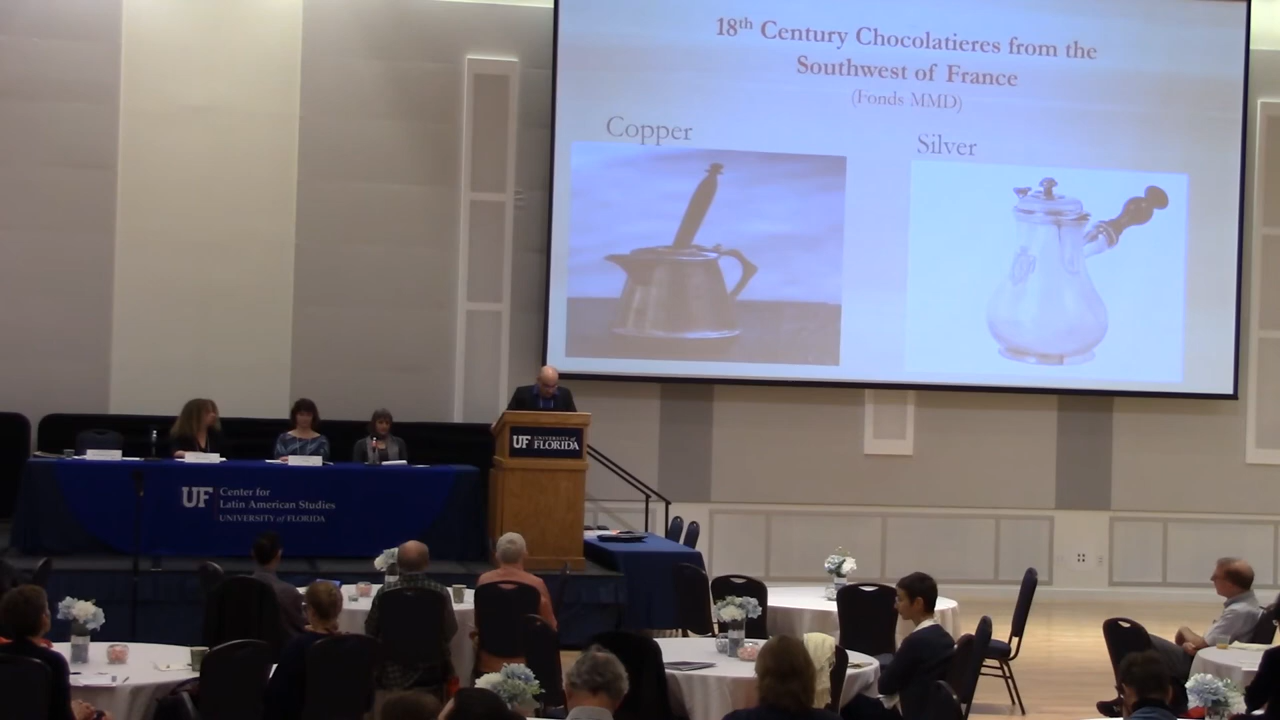 18th Century Chocolatieres from the
Southwest of France
(Fonds MMD)
Copper
Silver
UF UNIVERSITY of FLORIDA
UF Center for
Latin American Studies
UNIVERSITY of FLORIDA